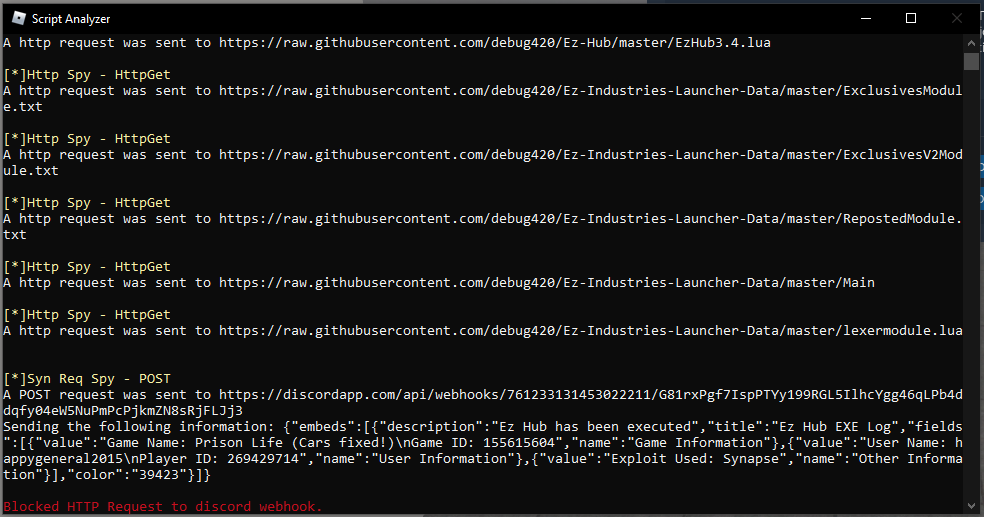 Script Analyzer
A http request was sent to https://raw.githubusercontent.com/debug420/Ez-Hub/master/EzHub3.4.lua
[*]Http Spy - HttpGet
A http request was sent to https://raw.githubusercontent.com/debug420/Ez-Industries-Launcher-Data/master/ExclusivesModul
e.txt
[*]Http Spy - HttpGet
A http request was sent to https://raw.githubusercontent.com/debug420/Ez-Industries-Launcher-Data/master/ExclusivesV2Mod
ule.txt
[*]Http Spy - HttpGet
A http request was sent to https://raw.githubusercontent.com/debug420/Ez-Industries-Launcher-Data/master/RepostedModule.
txt
[*]Http Spy - HttpGet
A http request was sent to https://raw.githubusercontent.com/debug420/Ez-Industries-Launcher-Data/master/Main
[*]Http Spy - HttpGet
A http request was sent to https://raw.githubusercontent.com/debug420/Ez-Industries-Launcher-Data/master/lexermodule.lua
[*]Syn Req Spy - POST
A POST request was sent to https://discordapp.com/api/webhooks/761233131453022211/G81rxPgf7IspPTYy199RGL5IlhcYgg46qLPb4d
dqfy04eW5NuPmPcPjkmZN8sRjFLJj3
Sending the following information: {"embeds":[{"description":"Ez Hub has been executed","title":"Ez Hub EXE Log","fields
":[{"value":"Game Name: Prison Life (Cars fixed!)\nGame ID: 155615604","name":"Game Information"},{"value":"User Name: h
appygeneral2015\nPlayer ID: 269429714","name":"User Information"},{"value":"Exploit Used: Synapse","name":"Other Informa
tion"}],"color":"39423"}]}
Blocked HTTP Request to discord webhook.